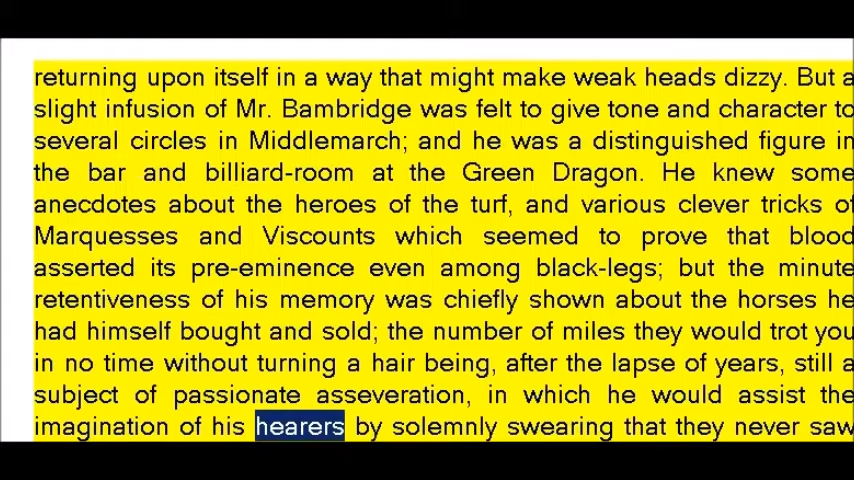 returning upon itself in a way that might make weak heads dizzy. But a
slight infusion of Mr. Bambridge was felt to give tone and character to
several circles in Middlemarch; and he was a distinguished figure in
the bar and billiard-room at the Green Dragon. He knew some
anecdotes about the heroes of the turf, and various clever tricks of
Marquesses and Viscounts which seemed to prove that blood
asserted its pre-eminence even among black-legs; but the minute
retentiveness of his memory was chiefly shown about the horses he
had himself bought and sold; the number of miles they would trot you
in no time without turning a hair being, after the lapse of years, still a
subject of passionate asseveration, in which he would assist the
imagination of his hearers by solemnly swearing that they never saw